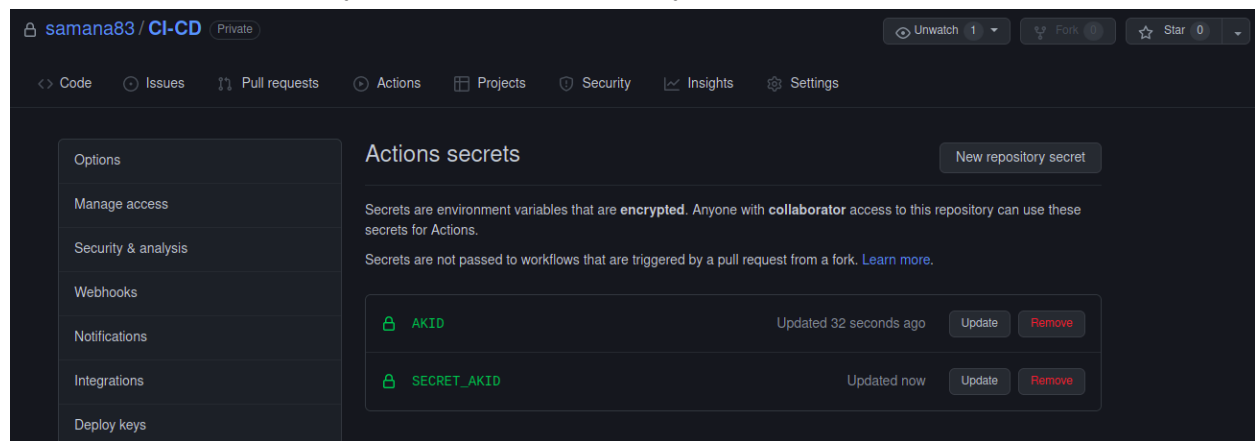 samana83 / CI-CD Private
Unwatch 1 Fork 0 Star 0
<> Code Issues Pull requests Actions Projects Security Insights Settings
Options
Manage access
Security & analysis
Webhooks
Notifications
Integrations
Deploy keys
Actions secrets
New repository secret
Secrets are environment variables that are encrypted. Anyone with collaborator access to this repository can use these
secrets for Actions.
Secrets are not passed to workflows that are triggered by a pull request from a fork. Learn more.
AKID Updated 32 seconds ago Update Remove
SECRET_AKID Updated now Update Remove